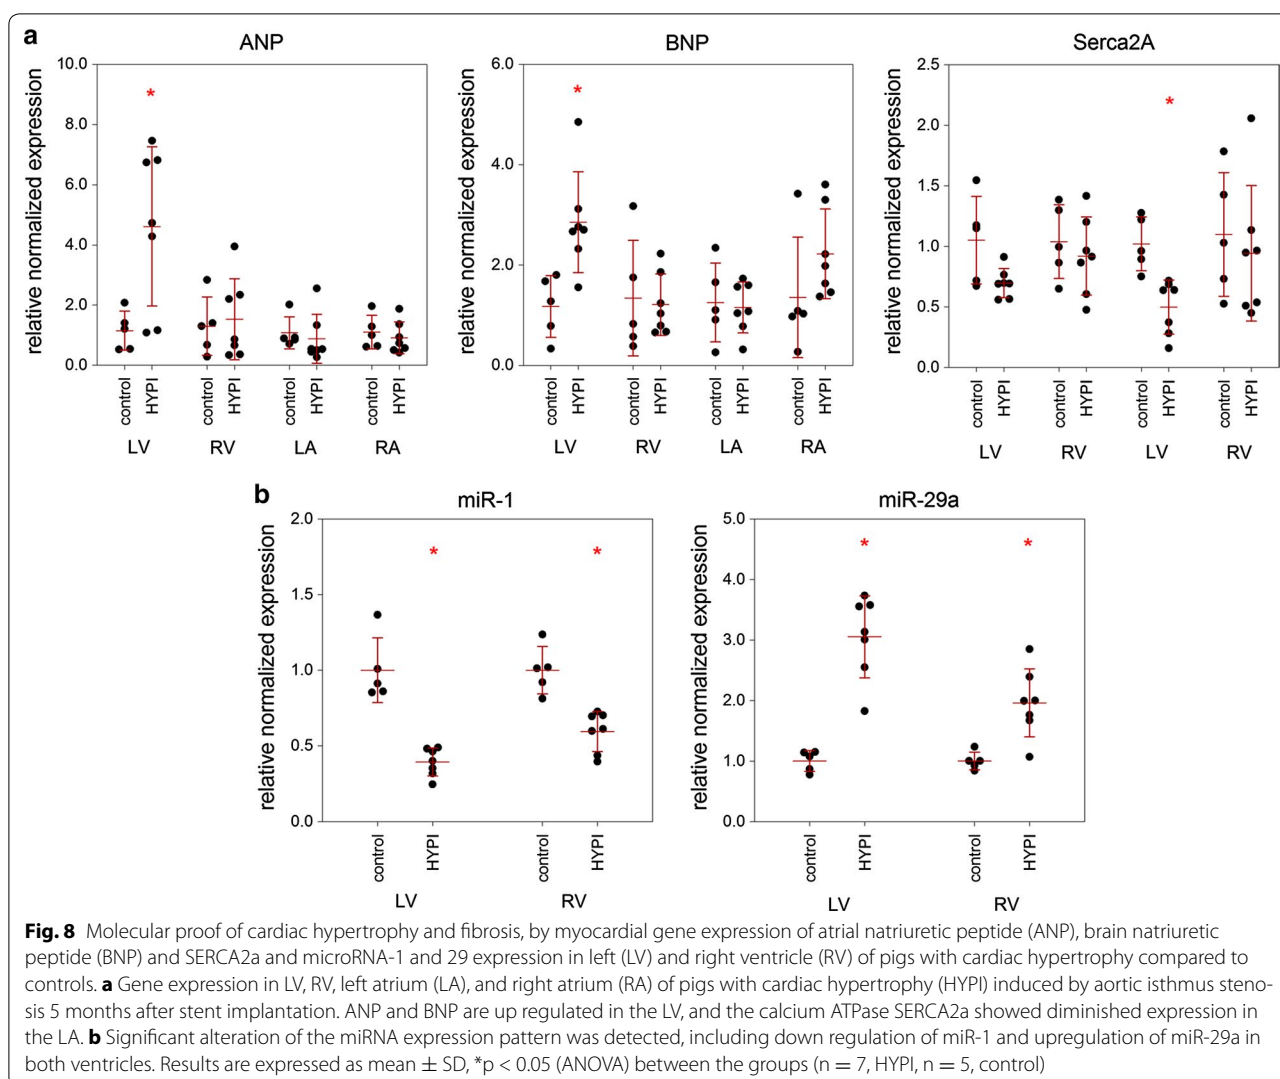 a
ANP
BNP
Serca2A
relative normalized expression
10.0
8.0
6.0
4.0
2.0
0.0
*
control
HYPI
control
HYPI
control
HYPI
control
HYPI
LV
RV
LA
RA
relative normalized expression
6.0
4.0
2.0
0.0
*
control
HYPI
control
HYPI
control
HYPI
control
HYPI
LV
RV
LA
RA
relative normalized expression
2.5
2.0
1.5
1.0
0.5
0.0
*
control
HYPI
control
HYPI
control
HYPI
control
HYPI
LV
RV
LV
RV
b
miR-1
miR-29a
relative normalized expression
2.0
1.5
1.0
0.5
0.0
*
*
control
HYPI
control
HYPI
LV
RV
relative normalized expression
5.0
4.0
3.0
2.0
1.0
0.0
*
*
control
HYPI
control
HYPI
LV
RV
Fig. 8 Molecular proof of cardiac hypertrophy and fibrosis, by myocardial gene expression of atrial natriuretic peptide (ANP), brain natriuretic
peptide (BNP) and SERCA2a and microRNA-1 and 29 expression in left (LV) and right ventricle (RV) of pigs with cardiac hypertrophy compared to
controls. a Gene expression in LV, RV, left atrium (LA), and right atrium (RA) of pigs with cardiac hypertrophy (HYPI) induced by aortic isthmus steno-
sis 5 months after stent implantation. ANP and BNP are up regulated in the LV, and the calcium ATPase SERCA2a showed diminished expression in
the LA. b Significant alteration of the miRNA expression pattern was detected, including down regulation of miR-1 and upregulation of miR-29a in
both ventricles. Results are expressed as mean ± SD, *p < 0.05 (ANOVA) between the groups (n = 7, HYPI, n = 5, control)